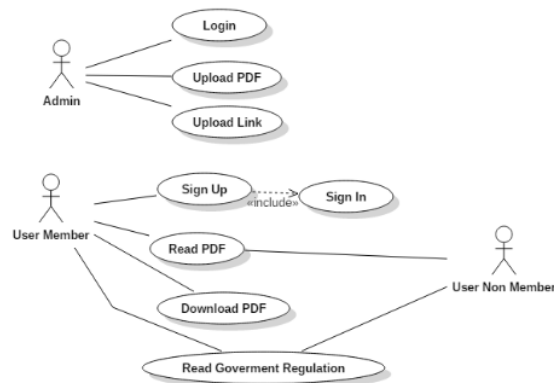 Login
Upload PDF
Admin
Upload Link
Sign Up
«include»
Sign In
User Member
Read PDF
User Non Member
Download PDF
Read Goverment Regulation